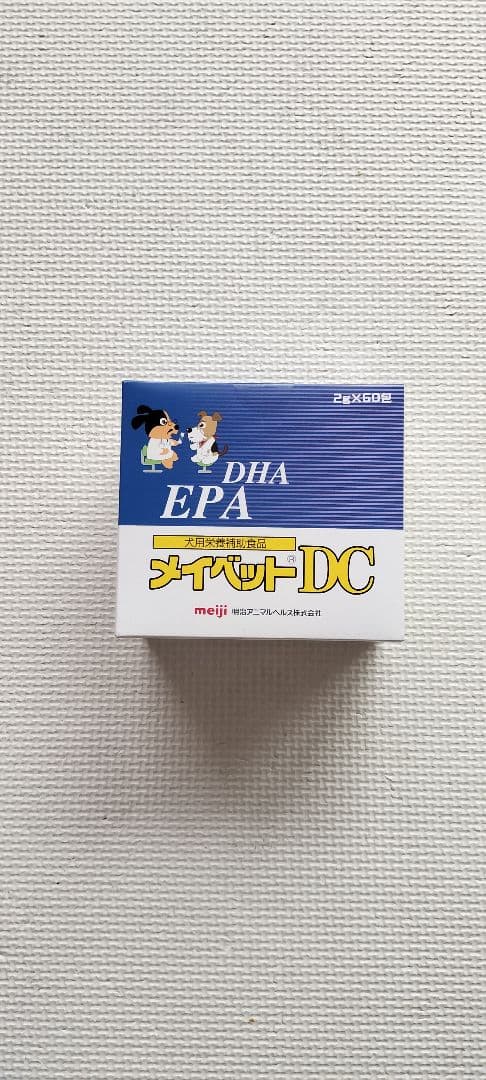 2g×60包
DHA
EPA
犬用栄養補助食品
メイベット®DC
meiji 明治アニマルヘルス株式会社